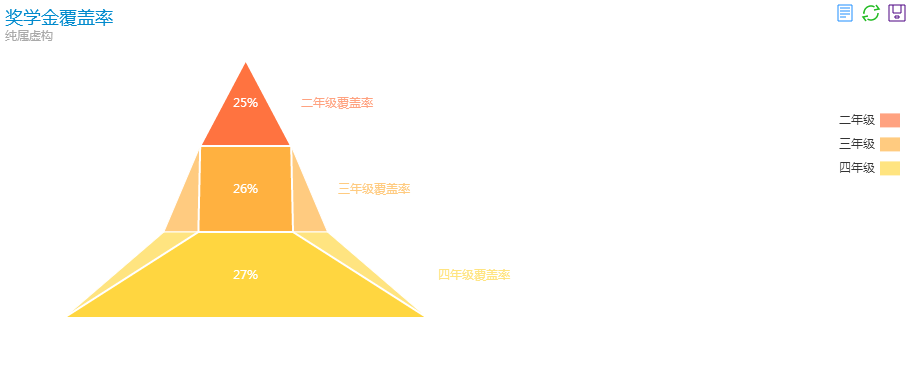 奖学金覆盖率
纯属虚构
25%
二年级覆盖率
26%
三年级覆盖率
27%
四年级覆盖率
二年级
三年级
四年级